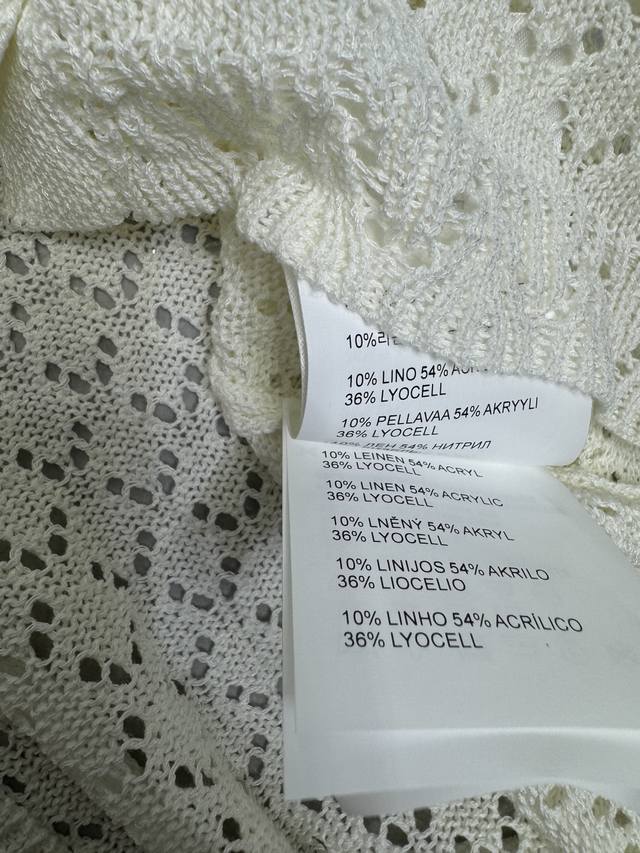 10%
10% LINO 54%
36% LYOCELL
10% PELLAVAA 54% AKRYYLI
36% LYOCELL
10% ЛЕН 54% НИТРИЛ
10% LEINEN 54% ACRYL
36% LYOCELL
10% LINEN 54% ACRYLIC
36% LYOCELL
10% LNĚNÝ 54% AKRYL
36% LYOCELL
10% LINIJOS 54% AKRILO
36% LIOCELIO
10% LINHO 54% ACRÍLICO
36% LYOCELL